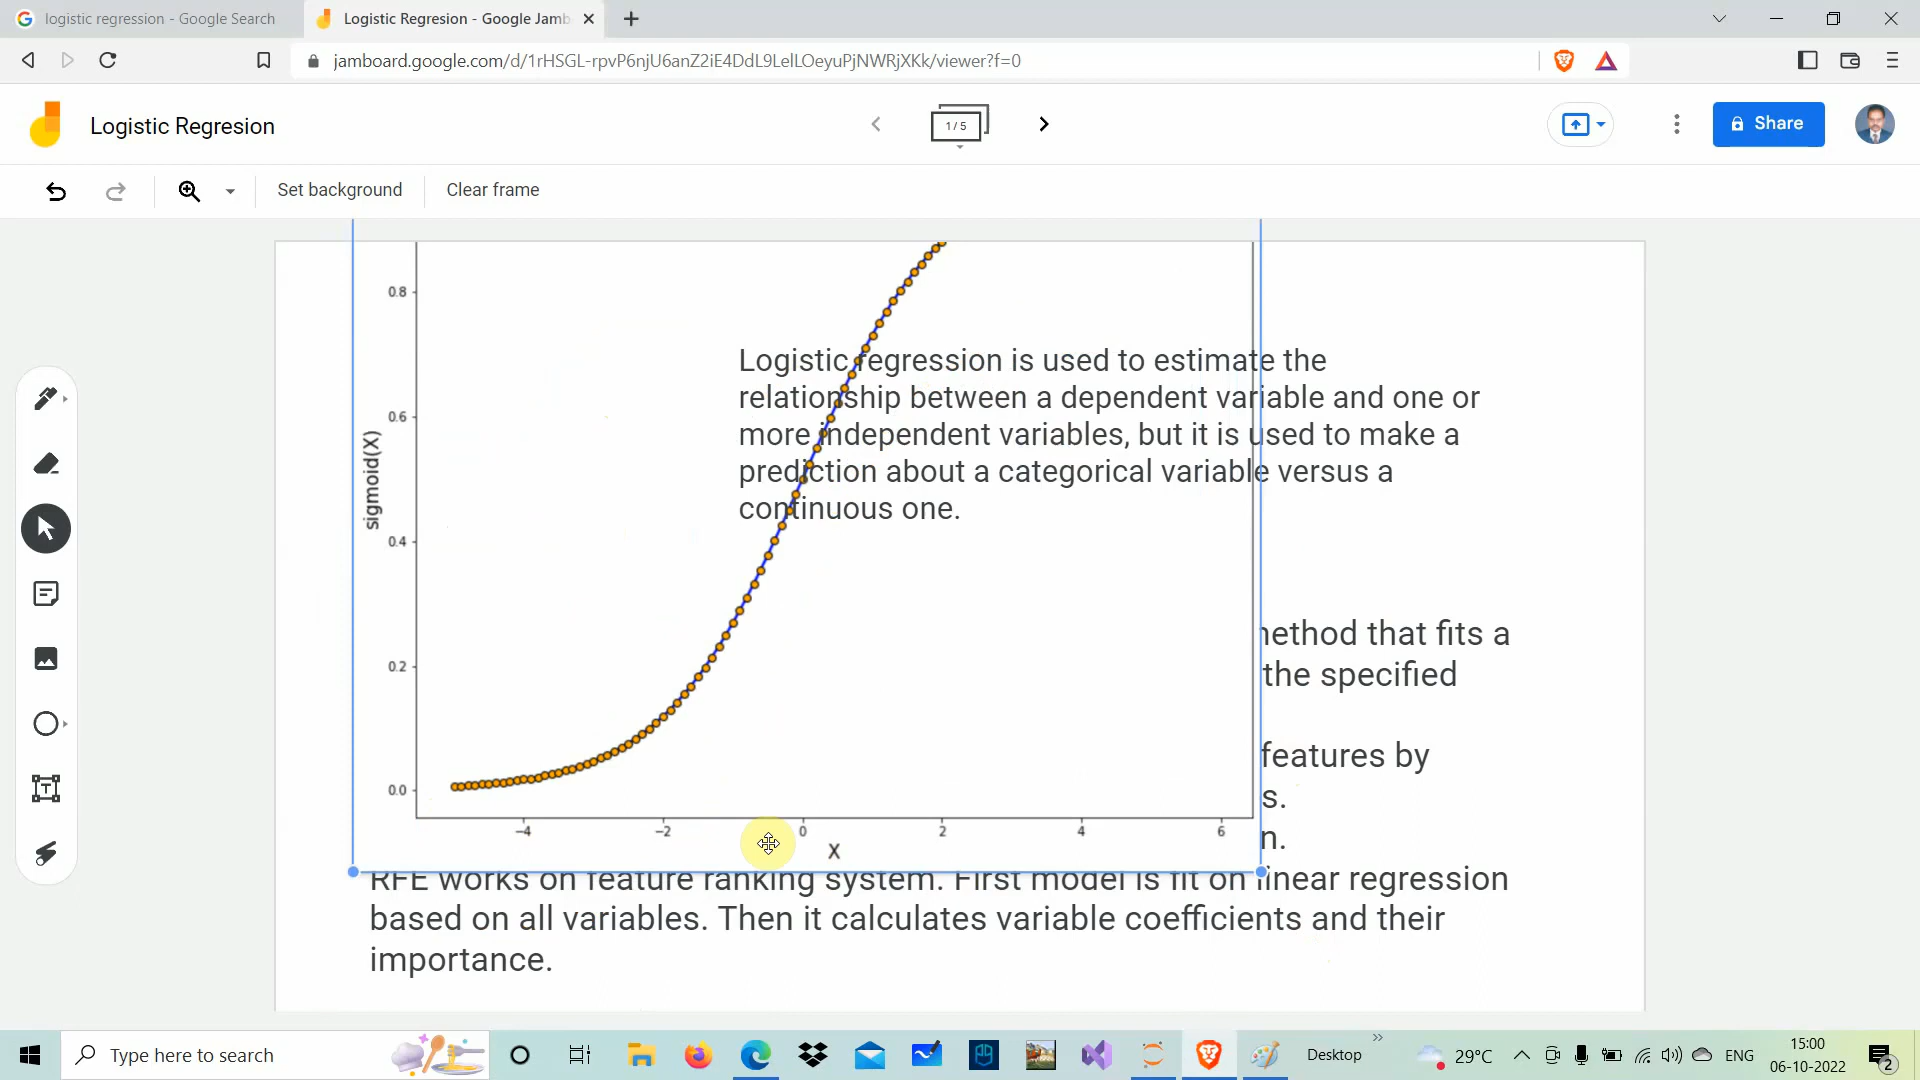 logistic regression - Google Search
Logistic Regresion - Google Jamb
jamboard.google.com/d/1rHSGL-rpvP6njU6anZ2iE4DdL9LelLOeyuPjNWRjXKk/viewer?f=0
Logistic Regresion
1 / 5
Share
Set background
Clear frame
0.8
0.6
0.4
0.2
0.0
sigmoid(X)
−4
−2
0
2
4
6
X
Logistic regression is used to estimate the
relationship between a dependent variable and one or
more independent variables, but it is used to make a
prediction about a categorical variable versus a
continuous one.
method that fits a
the specified
features by
s.
n.
RFE works on feature ranking system. First model is fit on linear regression
based on all variables. Then it calculates variable coefficients and their
importance.
Type here to search
Desktop
29°C
ENG
15:00
06-10-2022
2